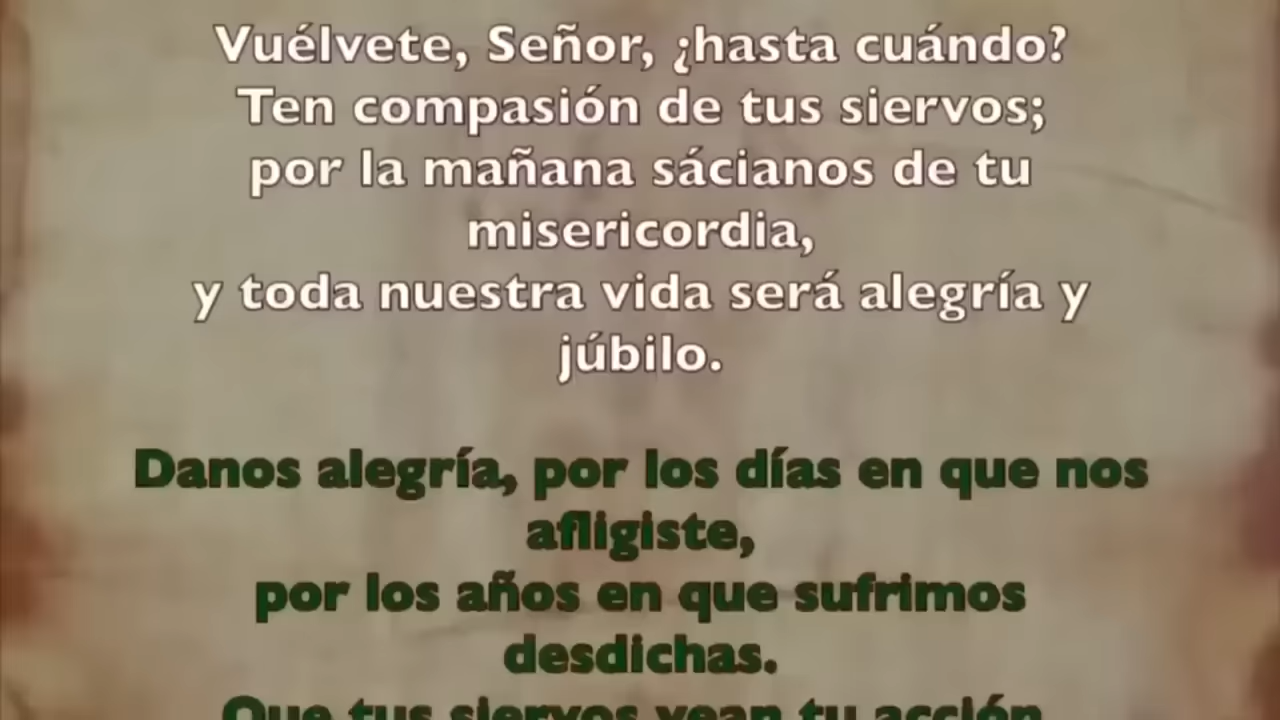 Vuélvete, Señor, ¿hasta cuándo?
Ten compasión de tus siervos;
por la mañana sácianos de tu
misericordia,
y toda nuestra vida será alegría y
júbilo.
Danos alegría, por los días en que nos
afligiste,
por los años en que sufrimos
desdichas.
Que tus siervos vean tu acción